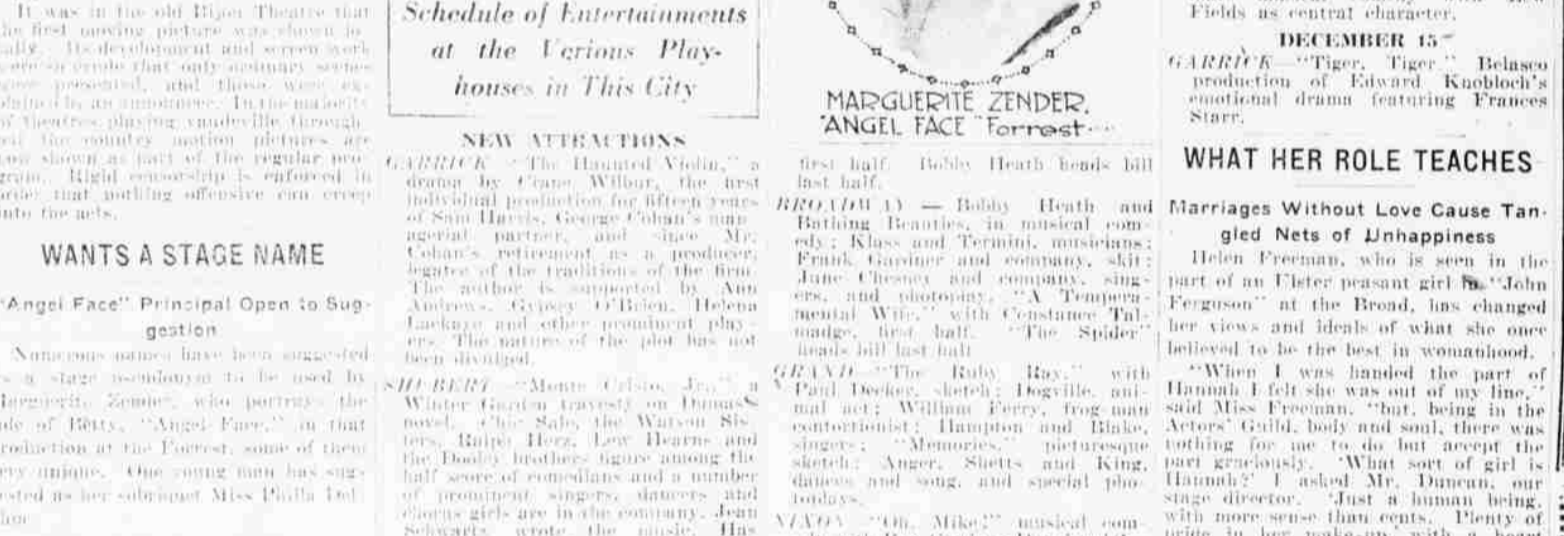 It was in the old Bijou Theatre that
the first moving picture was shown lo-
cally. Its development and screen work
were so crude that only ordinary scenes
were presented, and those were ex-
plained by an announcer. In the majority
of theatres playing vaudeville through-
out the country motion pictures are
now shown as part of the regular pro-
gram. Rigid censorship is enforced in
order that nothing offensive can creep
into the acts.
WANTS A STAGE NAME
"Angel Face" Principal Open to Sug-
gestion
Numerous names have been suggested
as a stage pseudonym to be used by
Marguerite Zender, who portrays the
role of Betty, "Angel Face," in that
production at the Forrest, some of them
very unique. One young man has sug-
gested as her sobriquet Miss Philla Del-
Schedule of Entertainments
at the Verious Play-
houses in This City
NEW ATTRACTIONS
GARRICK—"The Haunted Violin," a
drama by Crane Wilbur, the first
individual production for fifteen years
of Sam Harris, George Cohan's man-
agerial partner, and since Mr.
Cohan's retirement as a producer,
legatee of the traditions of the firm.
The author is supported by Ann
Andrews, Gypsey O'Brien, Helena
Lackaye and other prominent play-
ers. The nature of the plot has not
been divulged.
SHUBERT—"Monte Cristo, Jr.," a
Winter Garden travesty on Dumas's
novel. Chic Sale, the Watson Sis-
ters, Ralph Herz, Lew Hearns and
the Dooley brothers figure among the
half score of comedians and a number
of prominent singers, dancers and
chorus girls are in the company. Jean
Schwartz wrote the music. Has
MARGUERITE ZENDER,
"ANGEL FACE" Forrest
first half. Bobby Heath heads bill
last half.
BROADWAY — Bobby Heath and
Bathing Beauties, in musical com-
edy; Klass and Termini, musicians;
Frank Gardner and company, skit;
Jane Chesney and company, sing-
ers, and photoplay, "A Tempera-
mental Wife," with Constance Tal-
madge, first half. "The Spider"
heads bill last half
GRAND—"The Ruby Ray," with
Paul Decker, sketch; Dogville, ani-
mal act; William Ferry, frog-man
contortionist; Hampton and Blake,
singers; "Memories," picturesque
sketch; Anger, Shetts and King,
dances and song, and special pho-
toplays.
NIXON—"Oh, Mike!" musical com-
Fields as central character.
DECEMBER 15
GARRICK—"Tiger, Tiger." Belasco
production of Edward Knobloch's
emotional drama featuring Frances
Starr.
WHAT HER ROLE TEACHES
Marriages Without Love Cause Tan-
gled Nets of Unhappiness
Helen Freeman, who is seen in the
part of an Ulster peasant girl in "John
Ferguson" at the Broad, has changed
her views and ideals of what she once
believed to be the best in womanhood.
"When I was handed the part of
Hannah I felt she was out of my line,"
said Miss Freeman, "but, being in the
Actors' Guild, body and soul, there was
nothing for me to do but accept the
part graciously. 'What sort of girl is
Hannah?' I asked Mr. Duncan, our
stage director. 'Just a human being,
with more sense than cents. Plenty of
pride in her make-up, with a heart